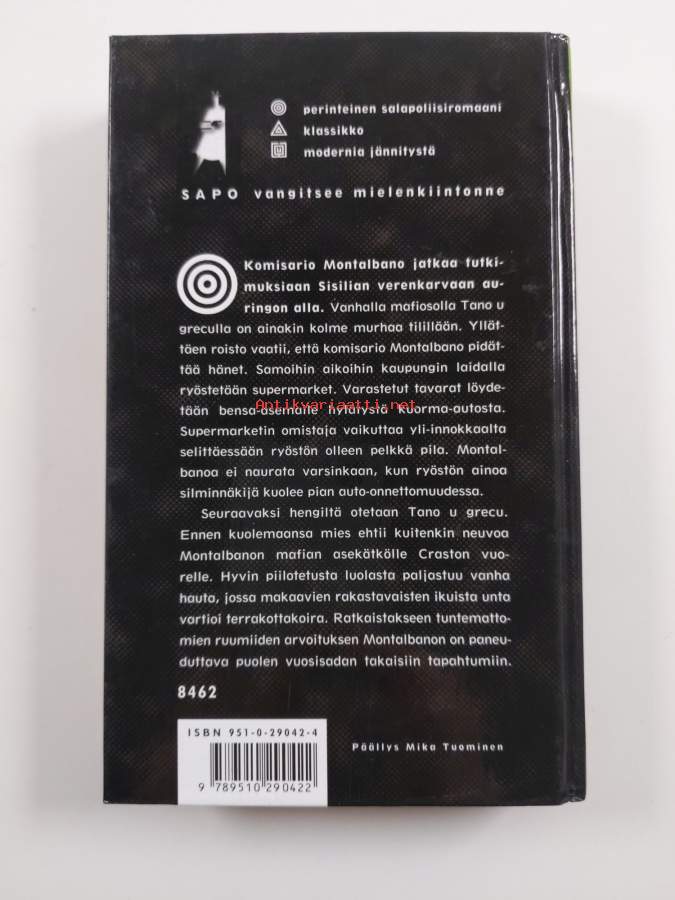 perinteinen salapoliisiromaani
klassikko
modernia jännitystä
SAPO vangitsee mielenkiintonne
Komisario Montalbano jatkaa tutki-
muksiaan Sisilian verenkarvaan au-
ringon alla. Vanhalla mafiosolla Tano u
greculla on ainakin kolme murhaa tilillään. Yllät-
täen roisto vaatii, että komisario Montalbano pidät-
tää hänet. Samoihin aikoihin kaupungin laidalla
ryöstetään supermarket. Varastetut tavarat löyde-
tään bensa-asemalle hylätystä kuorma-autosta.
Antikvariaatti.net
Supermarketin omistaja vaikuttaa yli-innokkaalta
selittäessään ryöstön olleen pelkkä pila. Montal-
banoa ei naurata varsinkaan, kun ryöstön ainoa
silminnäkijä kuolee pian auto-onnettomuudessa.
Seuraavaksi hengiltä otetaan Tano u grecu.
Ennen kuolemaansa mies ehtii kuitenkin neuvoa
Montalbanon mafian asekätkölle Craston vuo-
relle. Hyvin piilotetusta luolasta paljastuu vanha
hauta, jossa makaavien rakastavaisten ikuista unta
vartioi terrakottakoira. Ratkaistakseen tuntematto-
mien ruumiiden arvoituksen Montalbanon on paneu-
duttava puolen vuosisadan takaisiin tapahtumiin.
8462
ISBN 951-0-29042-4
9 789510 290422
Päällys Mika Tuominen